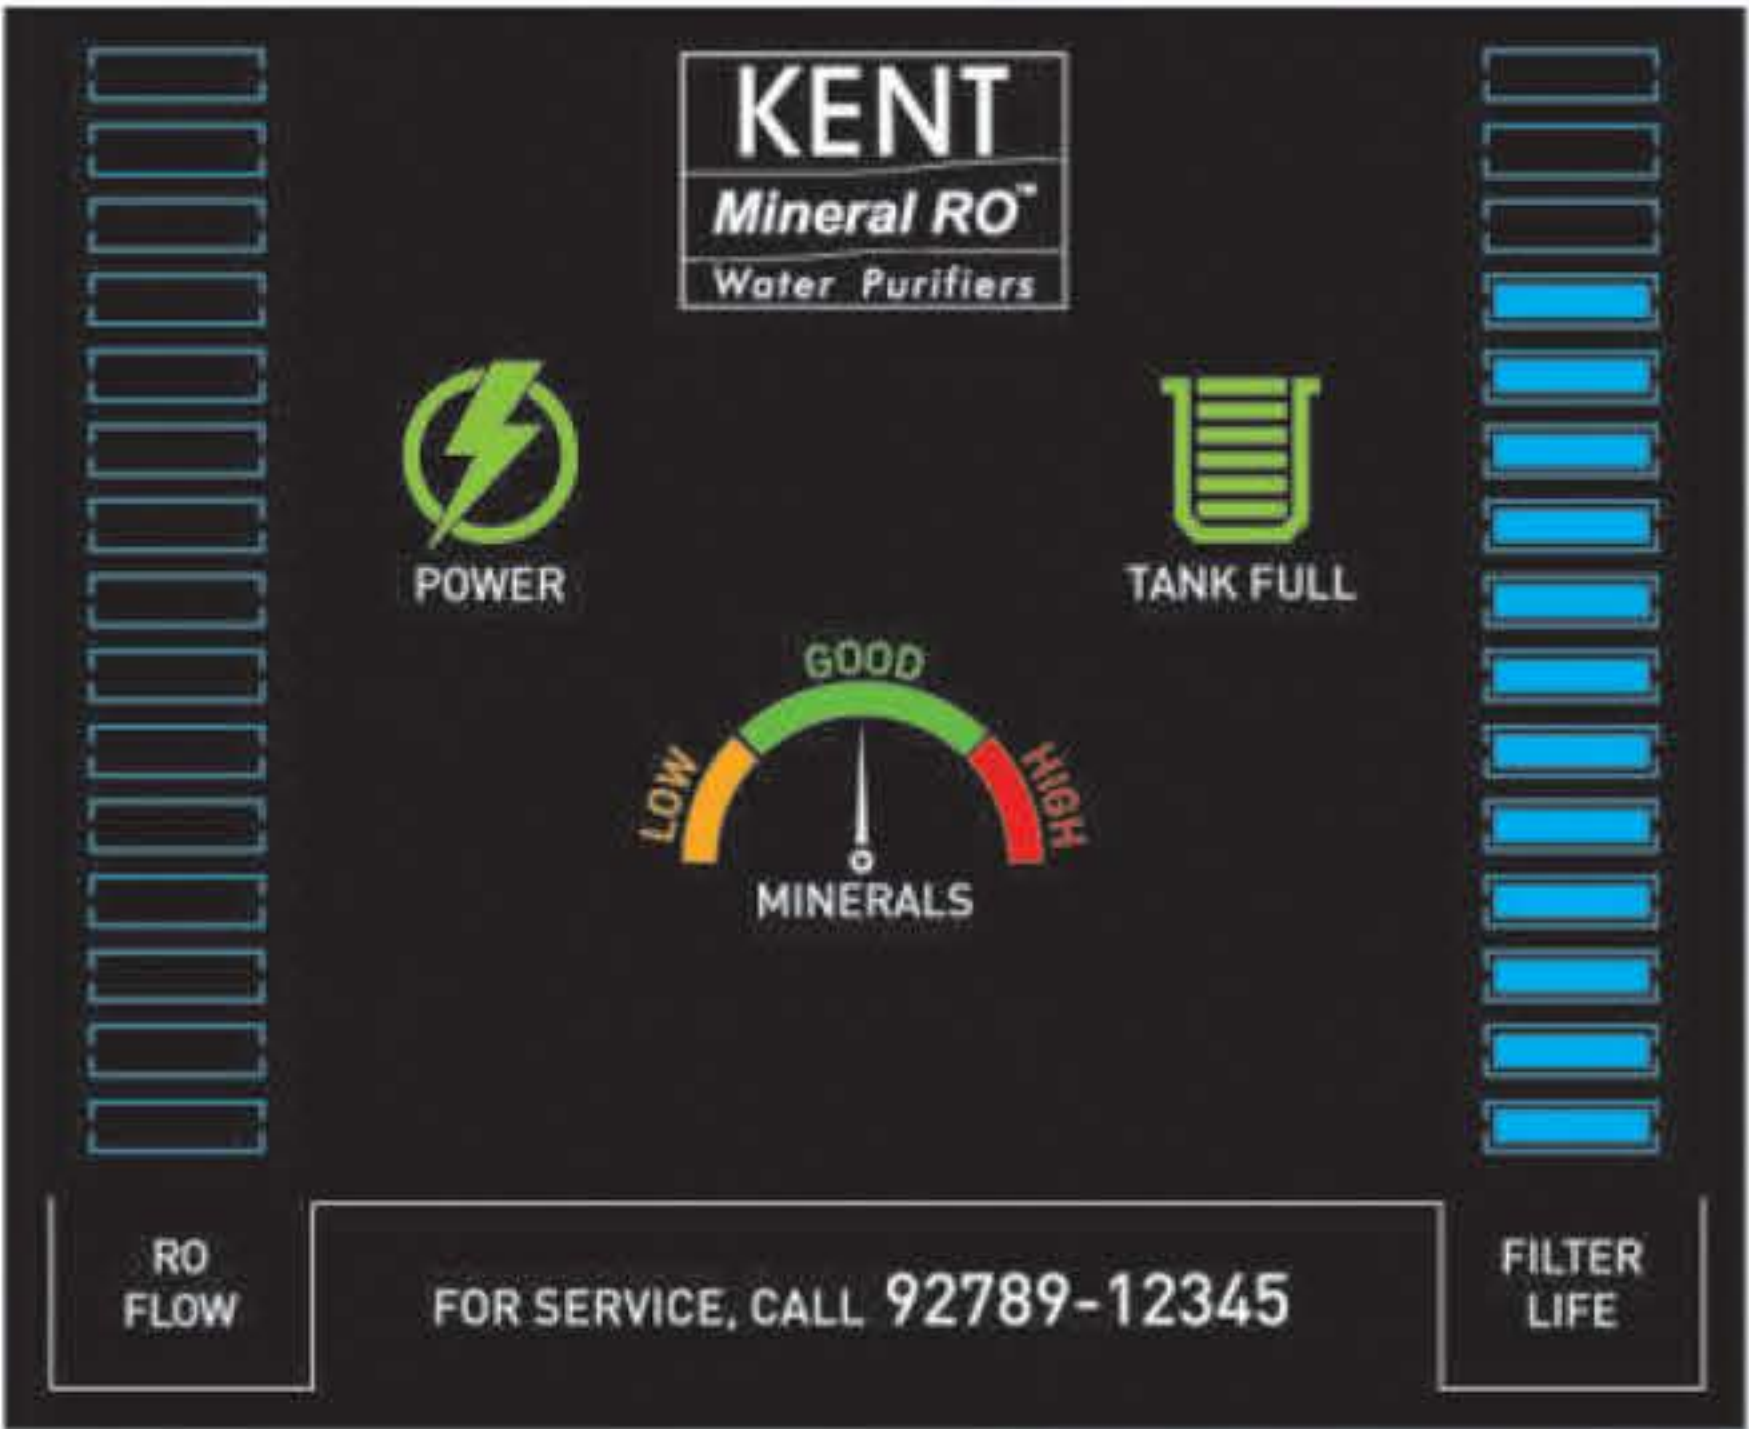 KENT
Mineral RO™
Water Purifiers
POWER
TANK FULL
GOOD
LOW
HIGH
MINERALS
RO
FLOW
FOR SERVICE, CALL 92789-12345
FILTER
LIFE